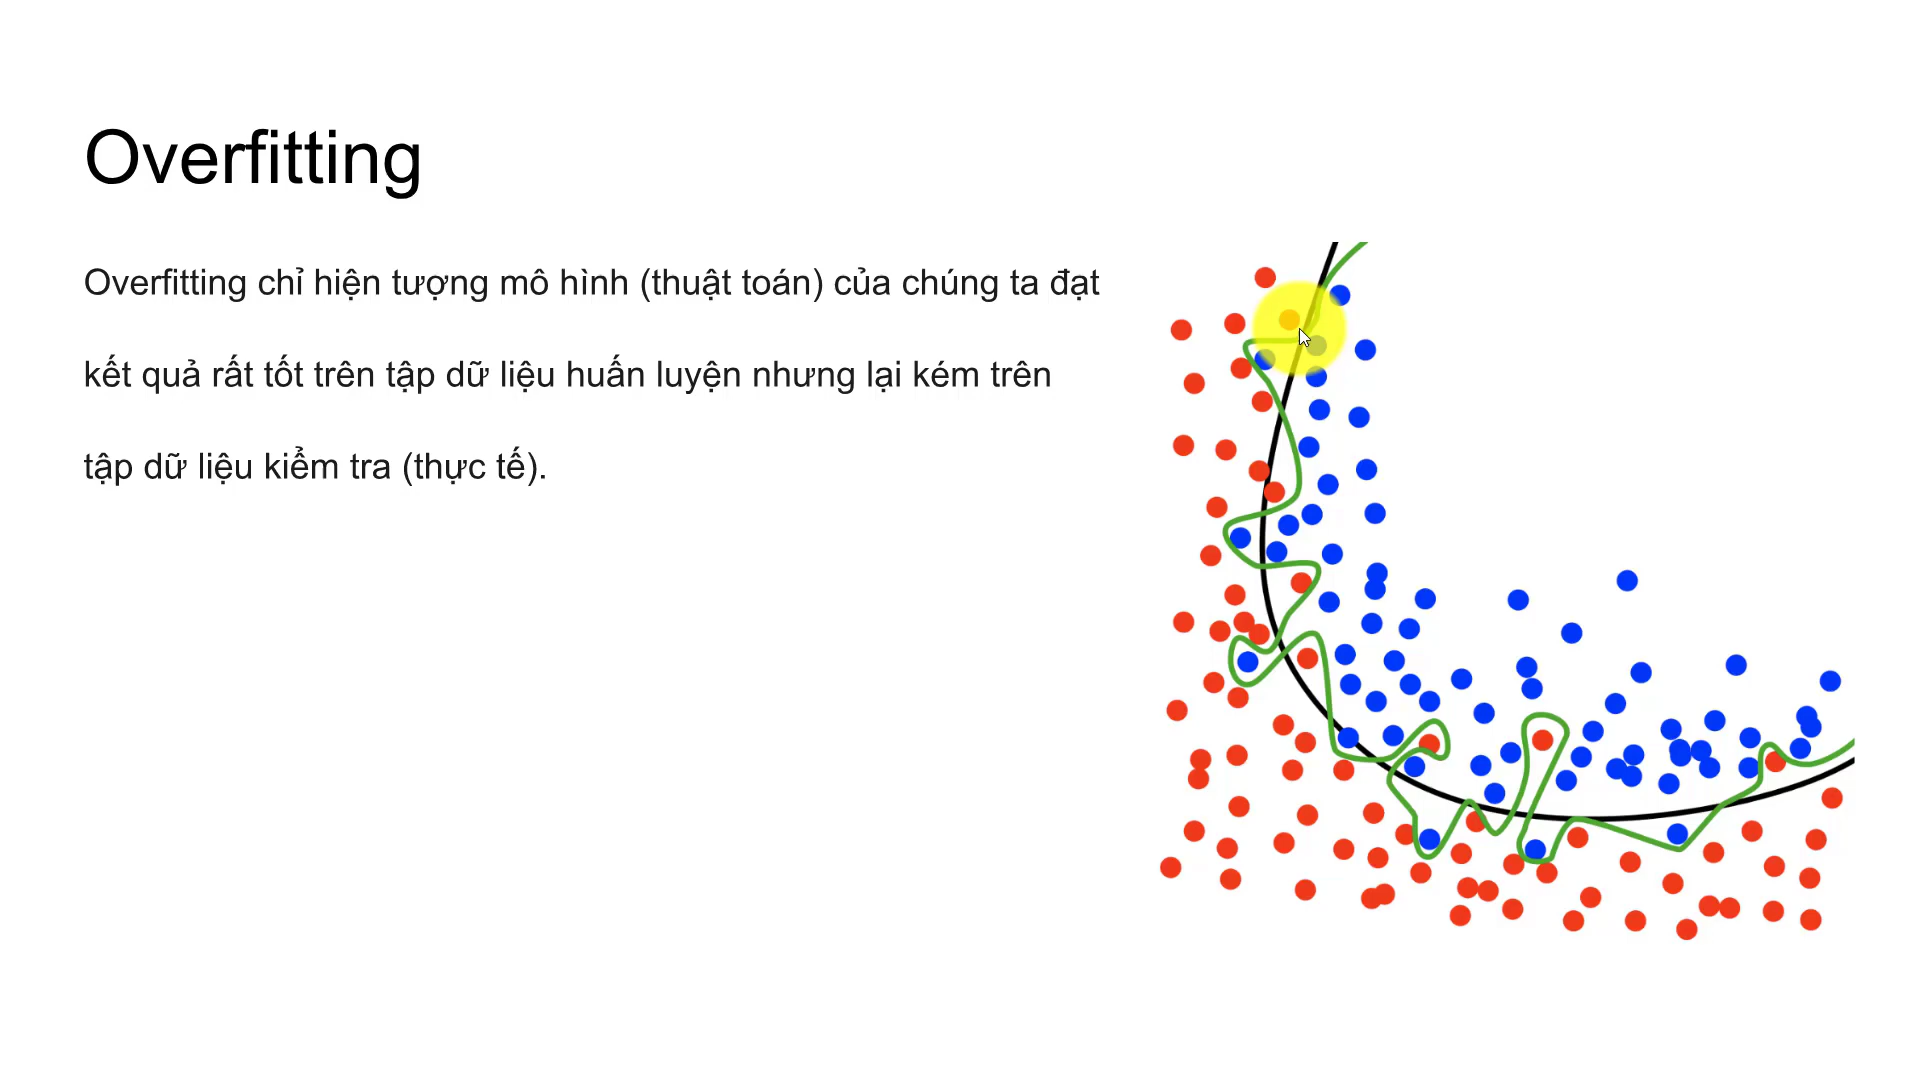 Overfitting
Overfitting chỉ hiện tượng mô hình (thuật toán) của chúng ta đạt
kết quả rất tốt trên tập dữ liệu huấn luyện nhưng lại kém trên
tập dữ liệu kiểm tra (thực tế).